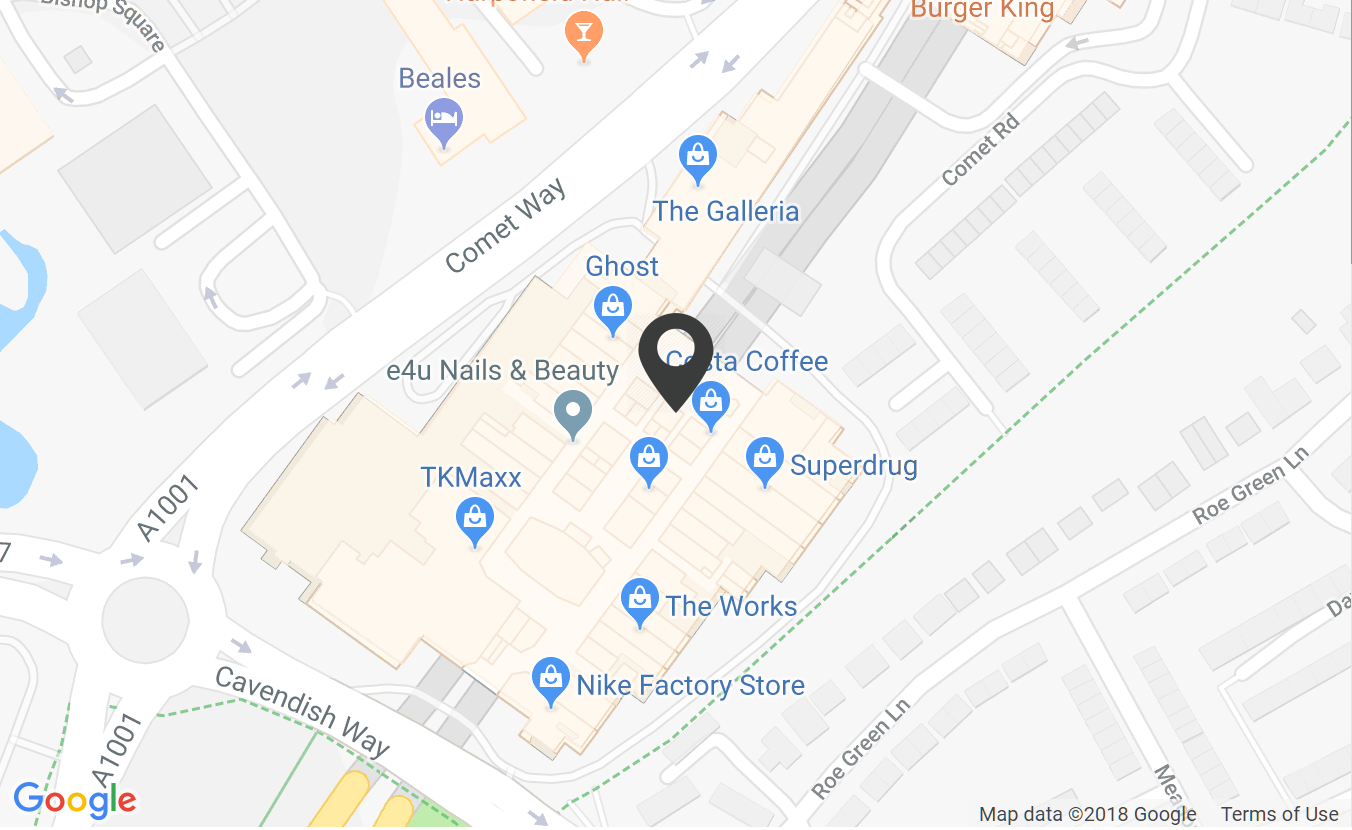 Bishop Square
Burger King
Beales
Comet Rd
The Galleria
Comet Way
Ghost
Costa Coffee
e4u Nails & Beauty
Superdrug
TKMaxx
A1001
Roe Green Ln
7
The Works
Nike Factory Store
Cavendish Way
Roe Green Ln
A1001
Google
Map data ©2018 Google
Terms of Use